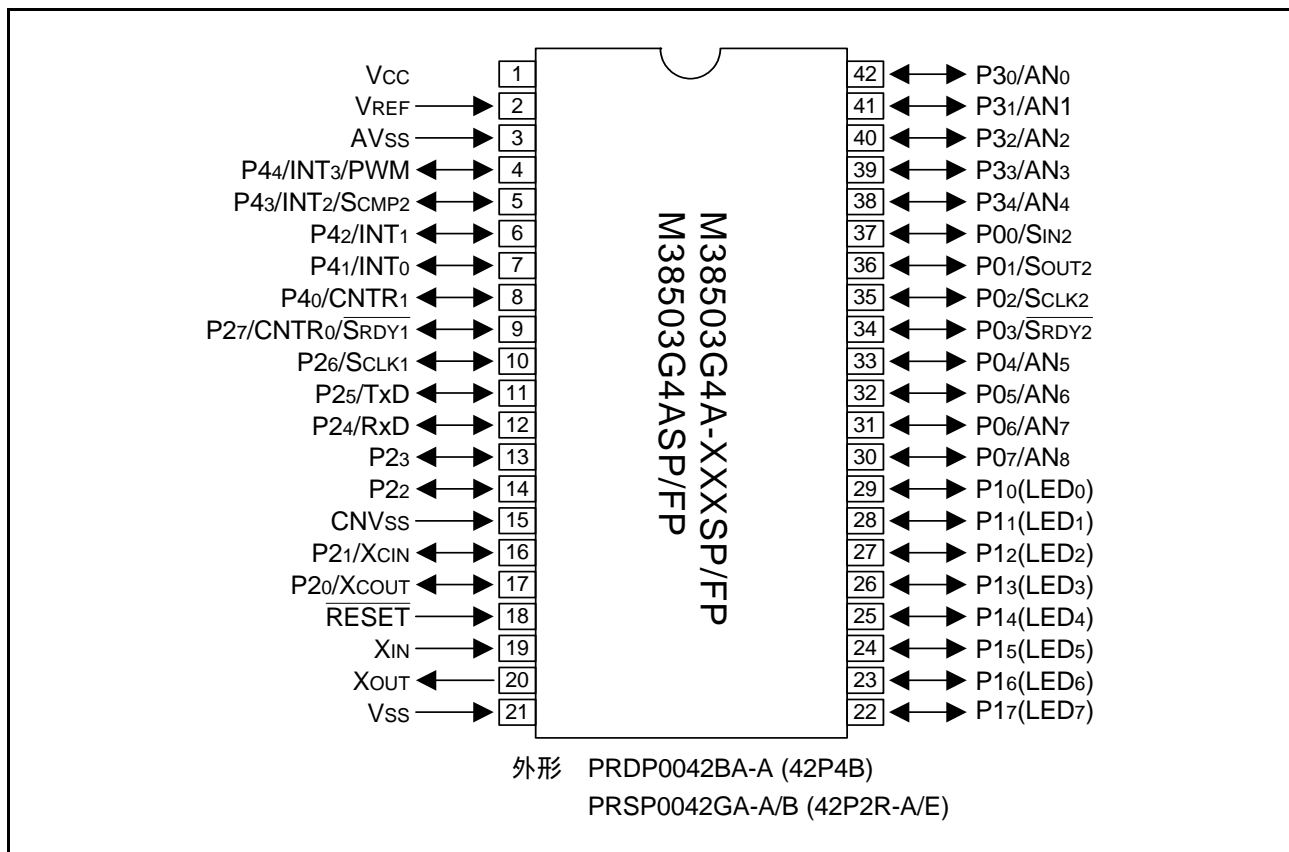 VCC 1 42 P30/AN0
VREF 2 41 P31/AN1
AVSS 3 40 P32/AN2
P44/INT3/PWM 4 39 P33/AN3
P43/INT2/SCMP2 5 38 P34/AN4
P42/INT1 6 37 P00/SIN2
P41/INT0 7 36 P01/SOUT2
P40/CNTR1 8 35 P02/SCLK2
P27/CNTR0/SRDY1 9 34 P03/SRDY2
P26/SCLK1 10 33 P04/AN5
P25/TxD 11 32 P05/AN6
P24/RxD 12 31 P06/AN7
P23 13 30 P07/AN8
P22 14 29 P10(LED0)
CNVSS 15 28 P11(LED1)
P21/XCIN 16 27 P12(LED2)
P20/XCOUT 17 26 P13(LED3)
RESET 18 25 P14(LED4)
XIN 19 24 P15(LED5)
XOUT 20 23 P16(LED6)
VSS 21 22 P17(LED7)
M38503G4A-XXXSP/FP
M38503G4ASP/FP
外形 PRDP0042BA-A (42P4B)
PRSP0042GA-A/B (42P2R-A/E)